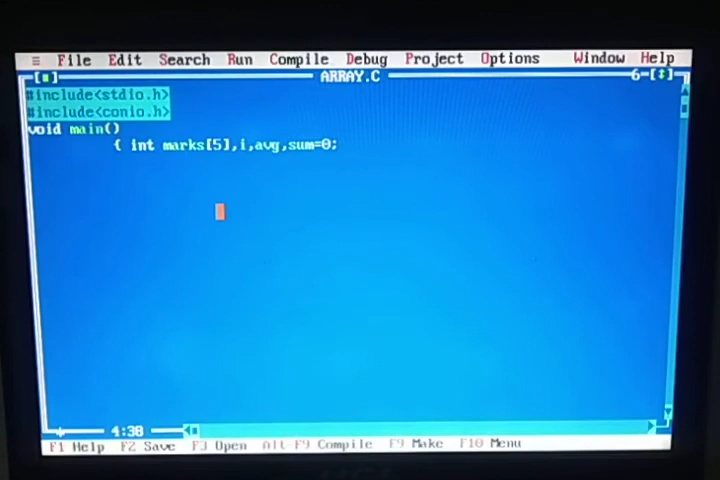 ≡ File Edit Search Run Compile Debug Project Options Window Help
[■] ARRAY.C 6=[↕]
#include<stdio.h>
#include<conio.h>
void main()
{ int marks[5],i,avg,sum=0;
4:38
F1 Help F2 Save F3 Open Alt-F9 Compile F9 Make F10 Menu